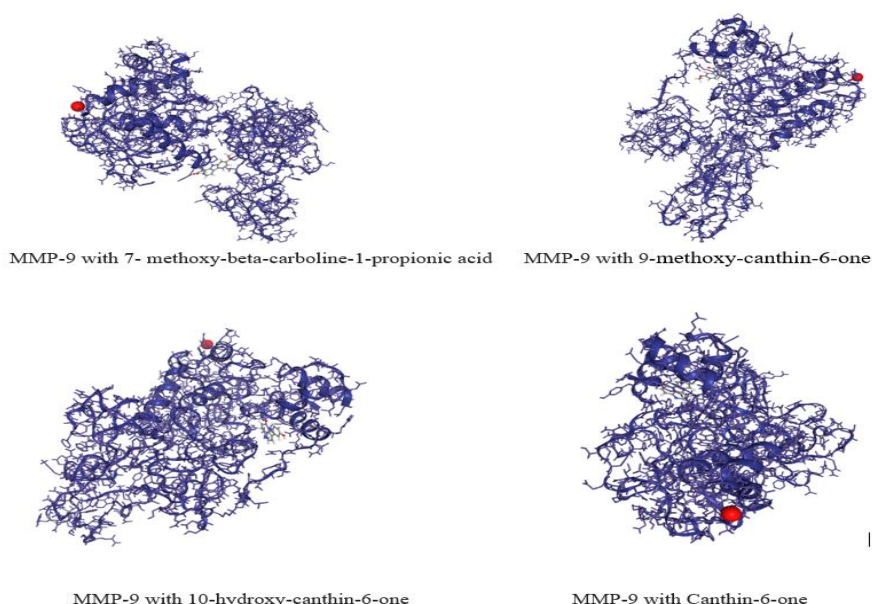 MMP-9 with 7- methoxy-beta-carboline-1-propionic acid
MMP-9 with 9-methoxy-canthin-6-one
MMP-9 with 10-hydroxy-canthin-6-one
MMP-9 with Canthin-6-one